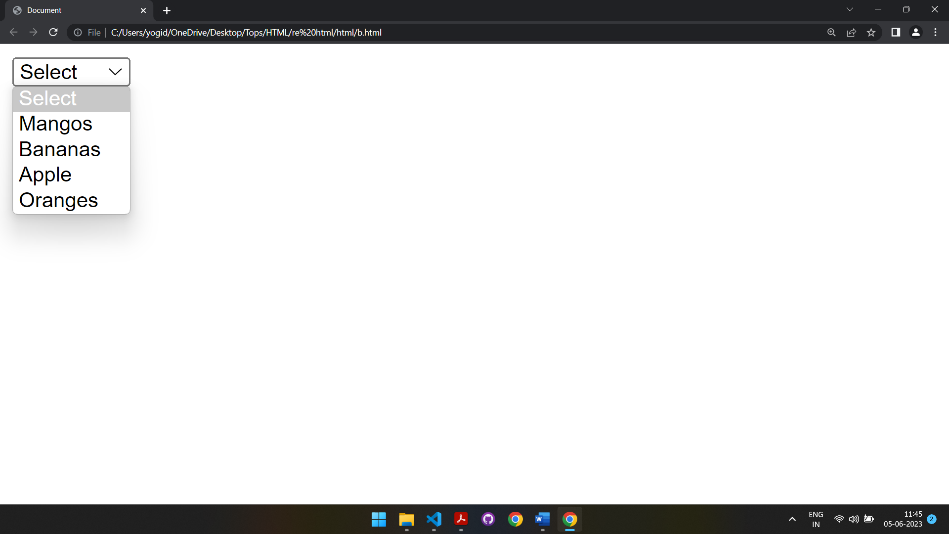 Document
File
C:/Users/yogid/OneDrive/Desktop/Tops/HTML/re%20html/html/b.html
Select
Select
Mangos
Bananas
Apple
Oranges
W
ENG
IN
11:45
05-06-2023
2